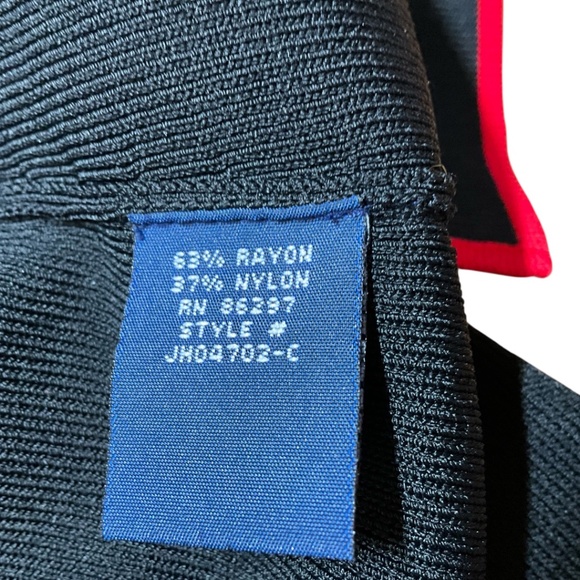 63% RAYON
37% NYLON
RN 86297
STYLE #
JH04702-C